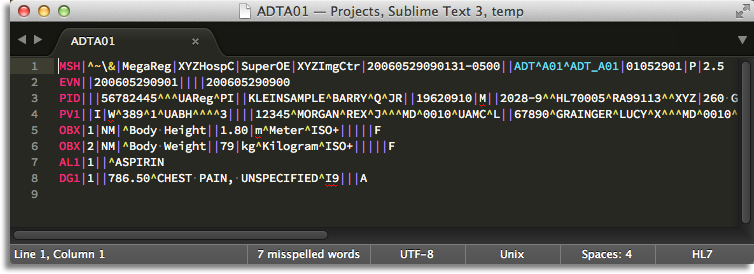 ADTA01 — Projects, Sublime Text 3, temp
ADTA01 ×
1 MSH|^~\&|MegaReg|XYZHospC|SuperOE|XYZImgCtr|20060529090131-0500||ADT^A01^ADT_A01|01052901|P|2.5
2 EVN||200605290901||||200605290900
3 PID|||56782445^^^UAReg^PI||KLEINSAMPLE^BARRY^Q^JR||19620910|M||2028-9^^HL70005^RA99113^^XYZ|260 G
4 PV1||I|W^389^1^UABH^^^^3||||12345^MORGAN^REX^J^^^MD^0010^UAMC^L||67890^GRAINGER^LUCY^X^^^MD^0010^
5 OBX|1|NM|^Body Height||1.80|m^Meter^ISO+|||||F
6 OBX|2|NM|^Body Weight||79|kg^Kilogram^ISO+|||||F
7 AL1|1||^ASPIRIN
8 DG1|1||786.50^CHEST PAIN, UNSPECIFIED^I9|||A
9
Line 1, Column 1 7 misspelled words UTF-8 Unix Spaces: 4 HL7